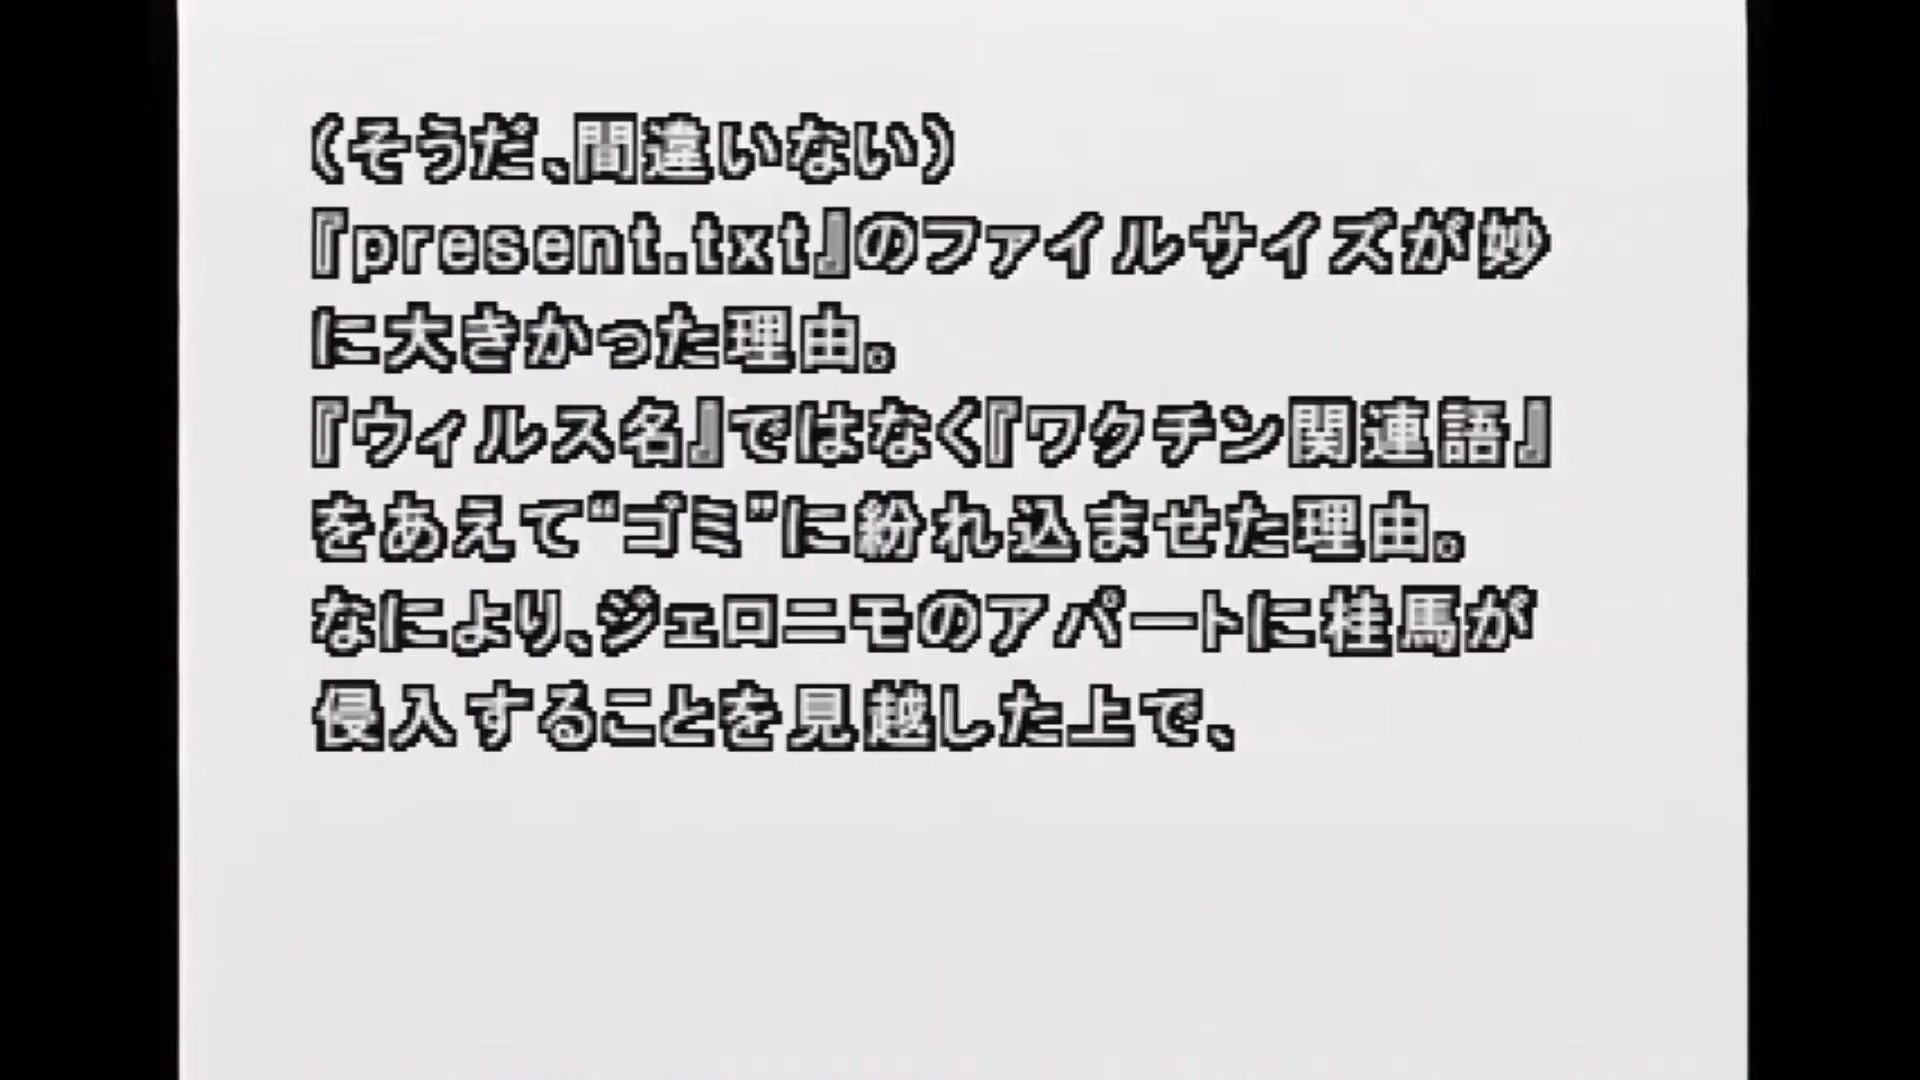 （そうだ、間違いない）
『present.txt』のファイルサイズが妙
に大きかった理由。
『ウィルス名』ではなく『ワクチン関連語』
をあえて“ゴミ”に紛れ込ませた理由。
なにより、ジェロニモのアパートに桂馬が
侵入することを見越した上で、